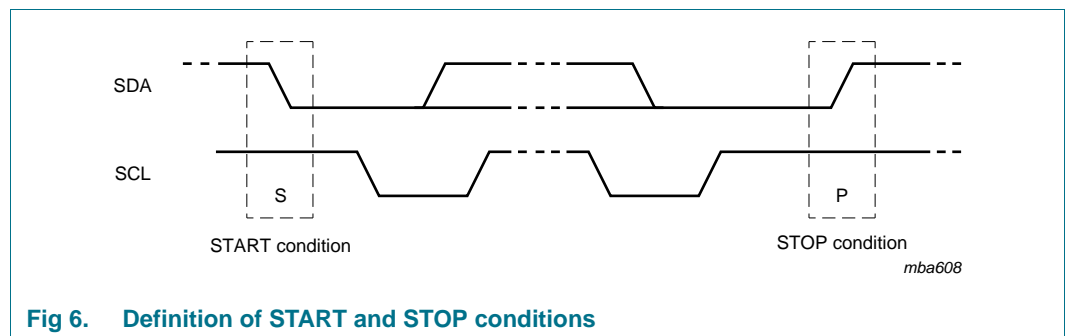 SDA
SCL
S
P
START condition
STOP condition
mba608
Fig 6. Definition of START and STOP conditions